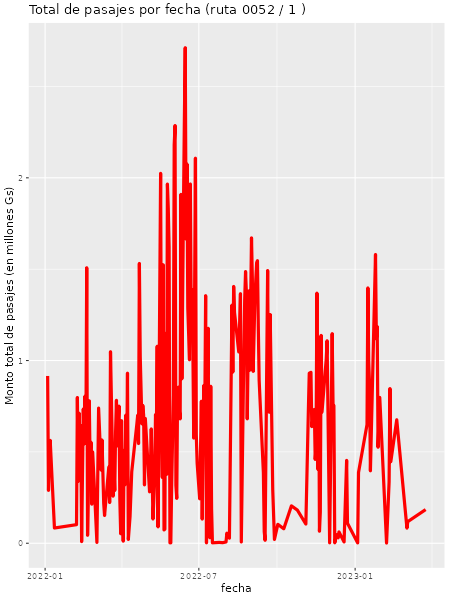 Total de pasajes por fecha (ruta 0052 / 1 )
Monto total de pasajes (en millones Gs)
2
1
0
2022-01
2022-07
2023-01
fecha